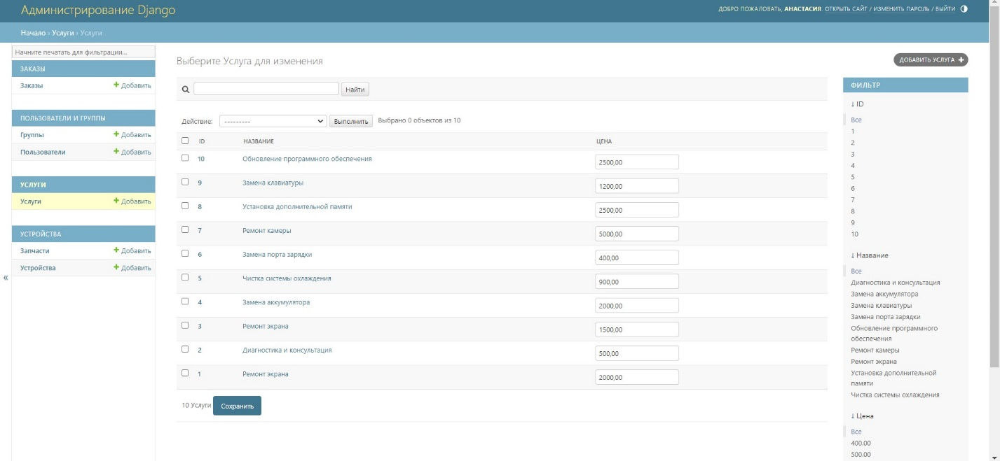 Администрирование Django
ДОБРО ПОЖАЛОВАТЬ, АНАСТАСИЯ. ОТКРЫТЬ САЙТ / ИЗМЕНИТЬ ПАРОЛЬ / ВЫЙТИ
Начало › Услуги › Услуги
Начните печатать для фильтрации...
ЗАКАЗЫ
Заказы + Добавить
ПОЛЬЗОВАТЕЛИ И ГРУППЫ
Группы + Добавить
Пользователи + Добавить
УСЛУГИ
Услуги + Добавить
УСТРОЙСТВА
Запчасти + Добавить
Устройства + Добавить
«
Выберите Услуга для изменения
ДОБАВИТЬ УСЛУГА +
Найти
Действие: --------- Выполнить Выбрано 0 объектов из 10
ID НАЗВАНИЕ ЦЕНА
10 Обновление программного обеспечения 2500,00
9 Замена клавиатуры 1200,00
8 Установка дополнительной памяти 2500,00
7 Ремонт камеры 5000,00
6 Замена порта зарядки 400,00
5 Чистка системы охлаждения 900,00
4 Замена аккумулятора 2000,00
3 Ремонт экрана 1500,00
2 Диагностика и консультация 500,00
1 Ремонт экрана 2000,00
10 Услуги Сохранить
ФИЛЬТР
↓ ID
Все
1
2
3
4
5
6
7
8
9
10
↓ Название
Все
Диагностика и консультация
Замена аккумулятора
Замена клавиатуры
Замена порта зарядки
Обновление программного
обеспечения
Ремонт камеры
Ремонт экрана
Установка дополнительной
памяти
Чистка системы охлаждения
↓ Цена
Все
400.00
500.00